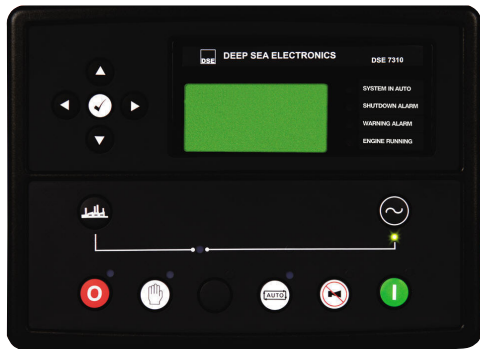 DSE DEEP SEA ELECTRONICS DSE 7310
SYSTEM IN AUTO
SHUTDOWN ALARM
WARNING ALARM
ENGINE RUNNING
O AUTO I